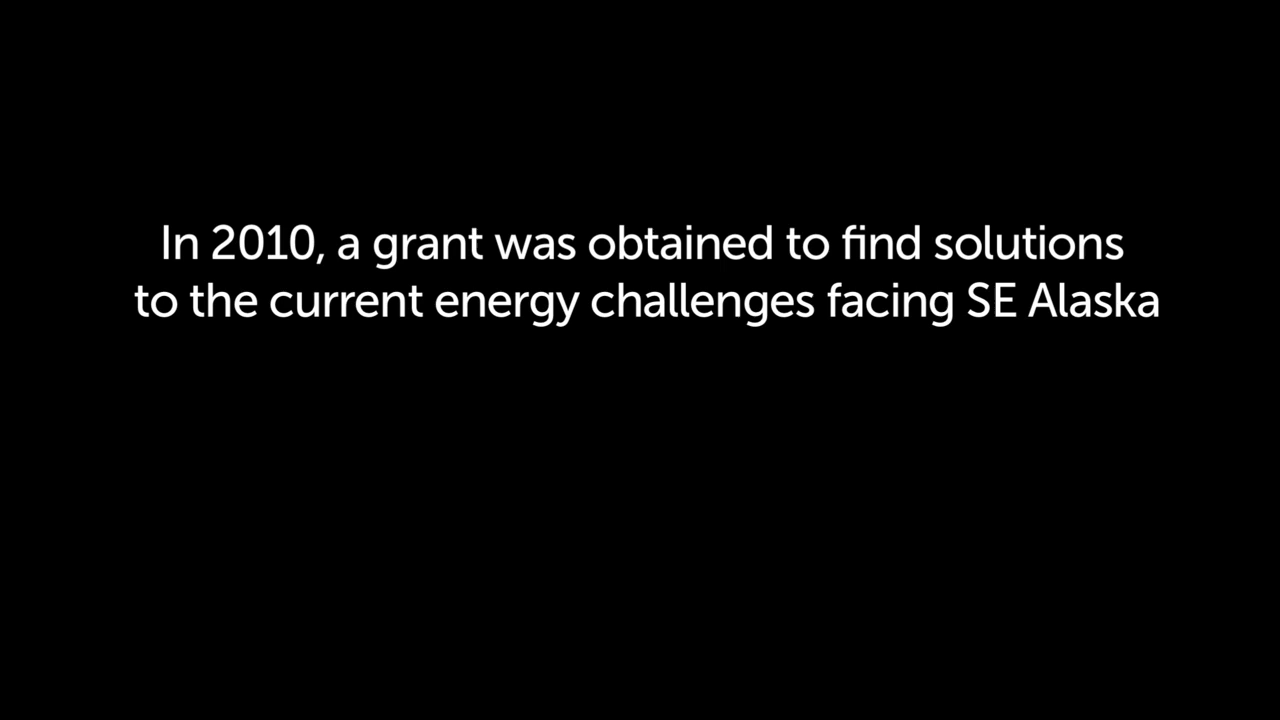 In 2010, a grant was obtained to find solutions
to the current energy challenges facing SE Alaska